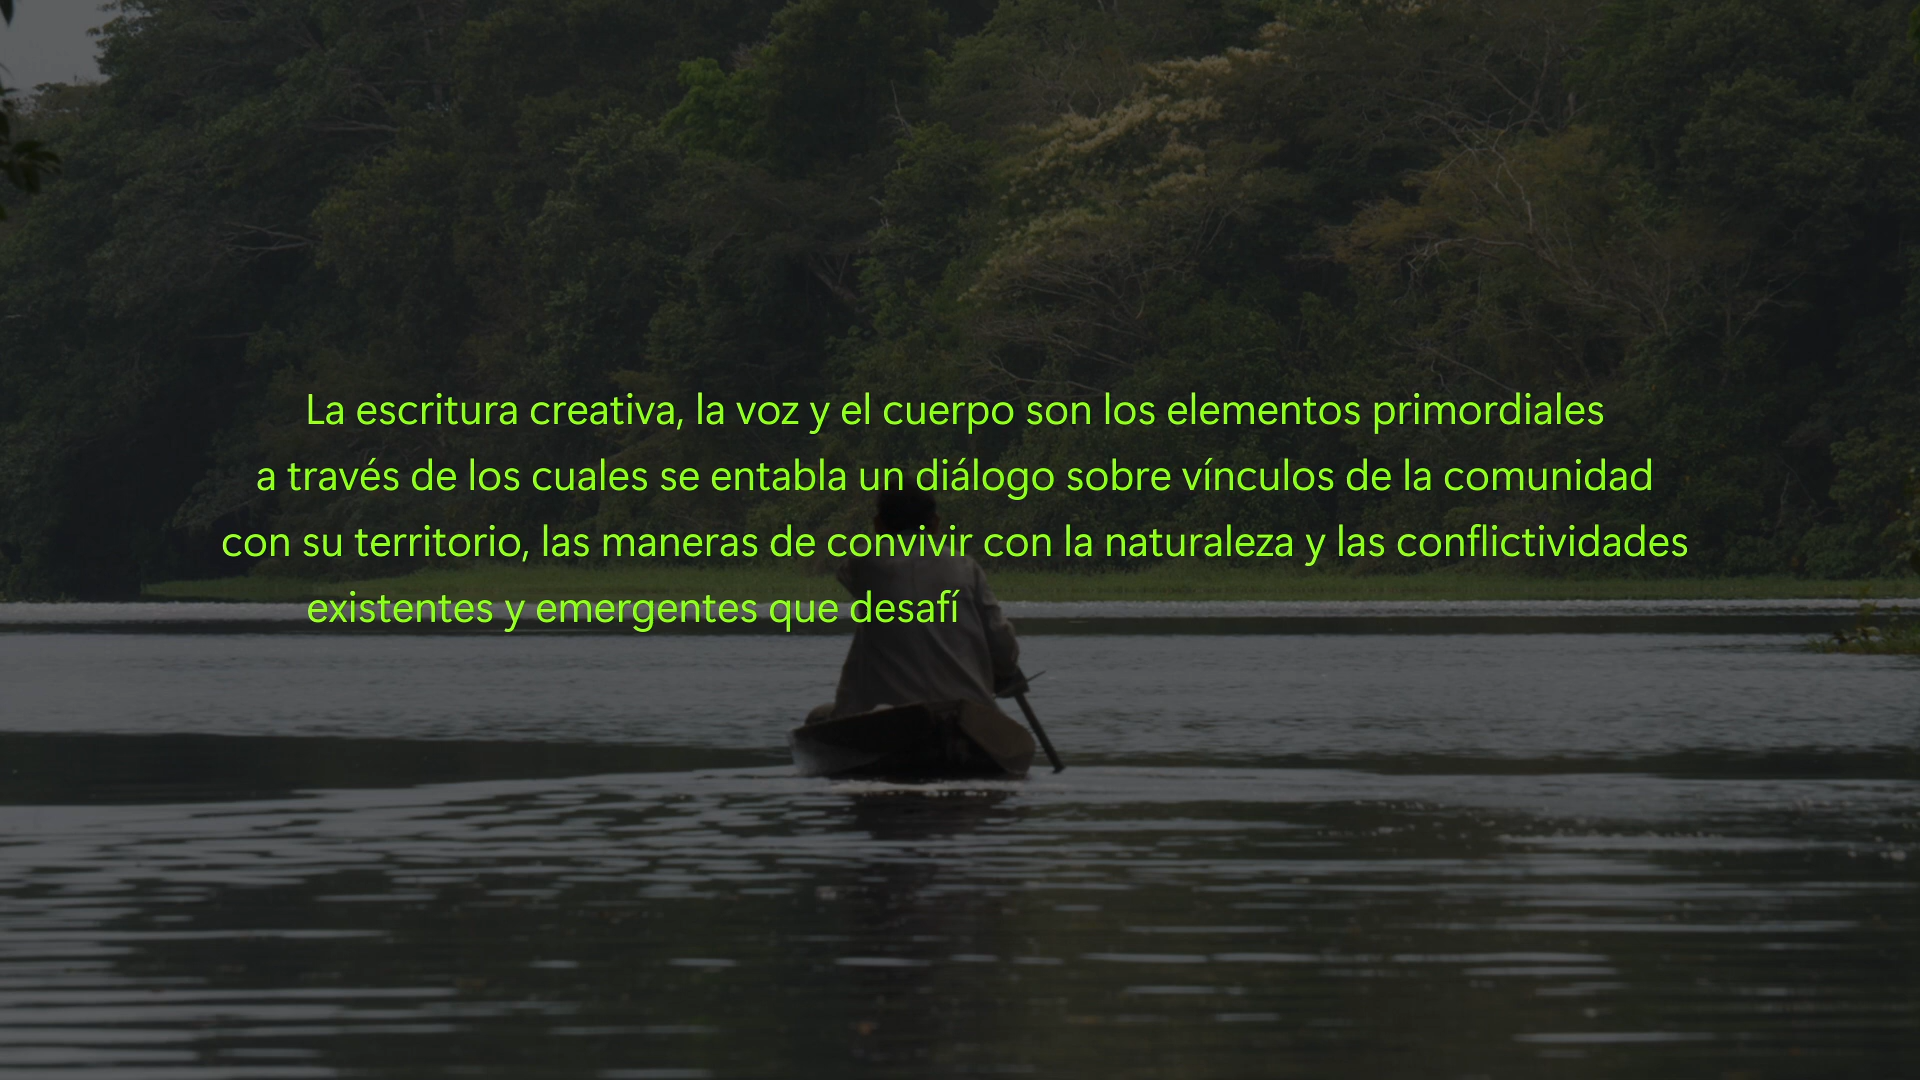 La escritura creativa, la voz y el cuerpo son los elementos primordiales
a través de los cuales se entabla un diálogo sobre vínculos de la comunidad
con su territorio, las maneras de convivir con la naturaleza y las conflictividades
existentes y emergentes que desafí